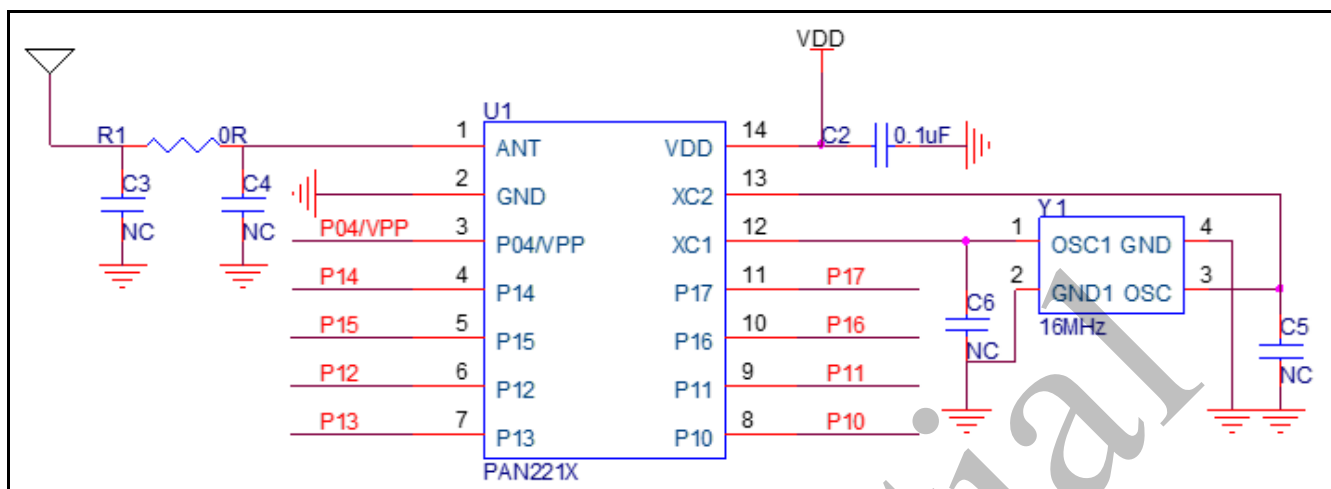 VDD
U1
R1 0R 1 ANT VDD 14 C2 0.1uF
C3 C4 2 GND XC2 13
NC NC P04/VPP 3 P04/VPP XC1 12 1 OSC1 GND 4
Y1
P14 4 P14 P17 11 P17 2 GND1 OSC 3
C6 16MHz C5
P15 5 P15 P16 10 P16
NC NC
P12 6 P12 P11 9 P11
P13 7 P13 P10 8 P10
PAN221X
tial